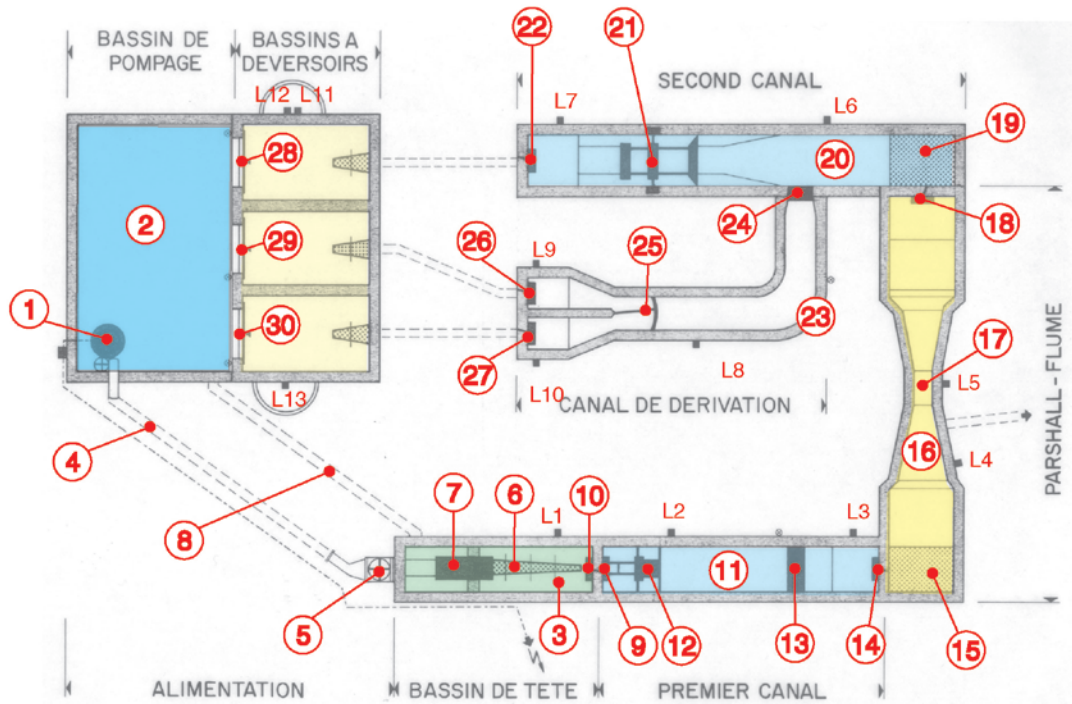 BASSIN DE
POMPAGE
BASSINS A
DEVERSOIRS
22
21
SECOND CANAL
L12 L11
L7
L6
19
28
20
2
24
18
29
26
25
L9
1
30
23
17
27
L8
L5
L13
L10
CANAL DE DERIVATION
PARSHALL - FLUME
4
16
L4
7
6
10
8
L1
L2
L3
11
5
3
9
12
13
14
15
ALIMENTATION
BASSIN DE TETE
PREMIER CANAL